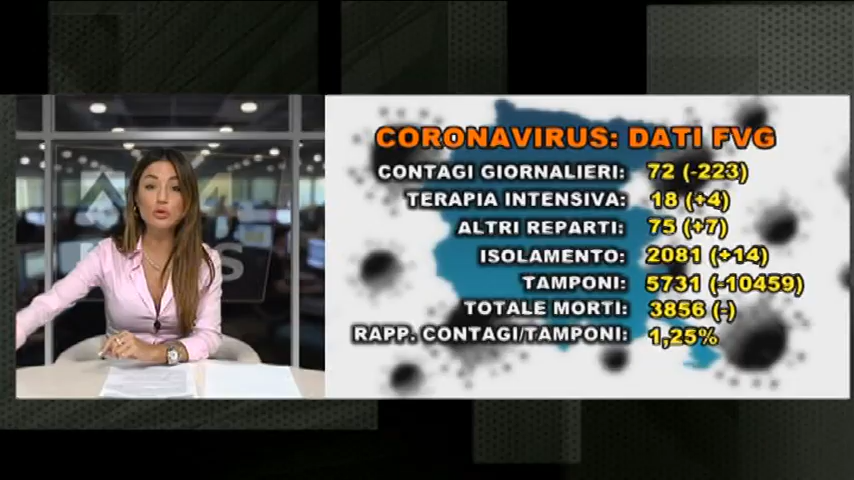 CORONAVIRUS: DATI FVG
CONTAGI GIORNALIERI: 72 (-223)
TERAPIA INTENSIVA: 18 (+4)
ALTRI REPARTI: 75 (+7)
ISOLAMENTO: 2081 (+14)
TAMPONI: 5731 (-10459)
TOTALE MORTI: 3856 (-)
RAPP. CONTAGI/TAMPONI: 1,25%